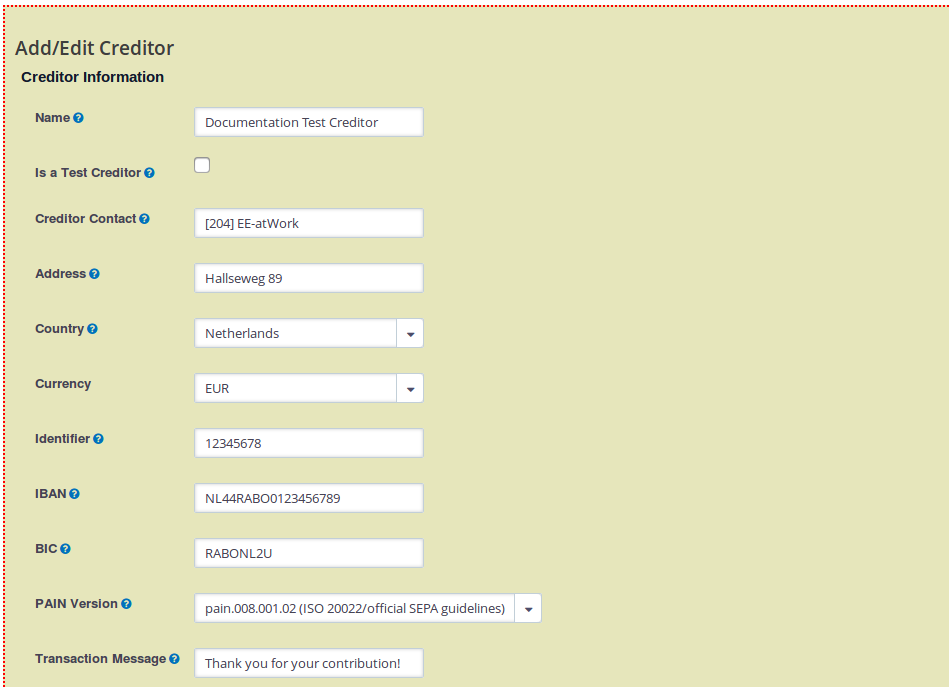 Add/Edit Creditor
Creditor Information
Name ? Documentation Test Creditor
Is a Test Creditor ?
Creditor Contact ? [204] EE-atWork
Address ? Hallseweg 89
Country ? Netherlands
Currency EUR
Identifier ? 12345678
IBAN ? NL44RABO0123456789
BIC ? RABONL2U
PAIN Version ? pain.008.001.02 (ISO 20022/official SEPA guidelines)
Transaction Message ? Thank you for your contribution!